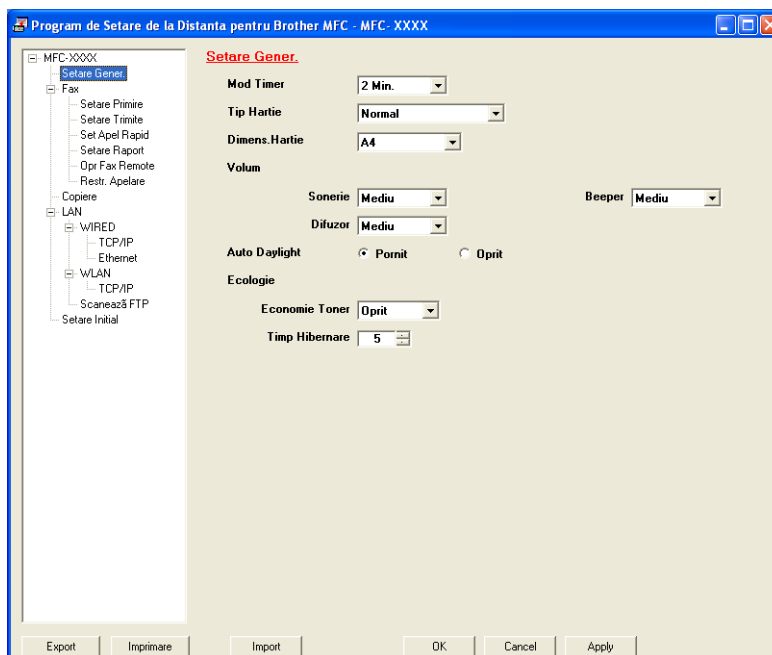 Program de Setare de la Distanta pentru Brother MFC - MFC- XXXX
MFC-XXXX
Setare Gener.
Fax
Setare Primire
Setare Trimite
Set Apel Rapid
Setare Raport
Opr Fax Remote
Restr. Apelare
Copiere
LAN
WIRED
TCP/IP
Ethernet
WLAN
TCP/IP
Scanează FTP
Setare Initial
Setare Gener.
Mod Timer 2 Min.
Tip Hartie Normal
Dimens.Hartie A4
Volum
Sonerie Mediu Beeper Mediu
Difuzor Mediu
Auto Daylight Pornit Oprit
Ecologie
Economie Toner Oprit
Timp Hibernare 5
Export Imprimare Import OK Cancel Apply